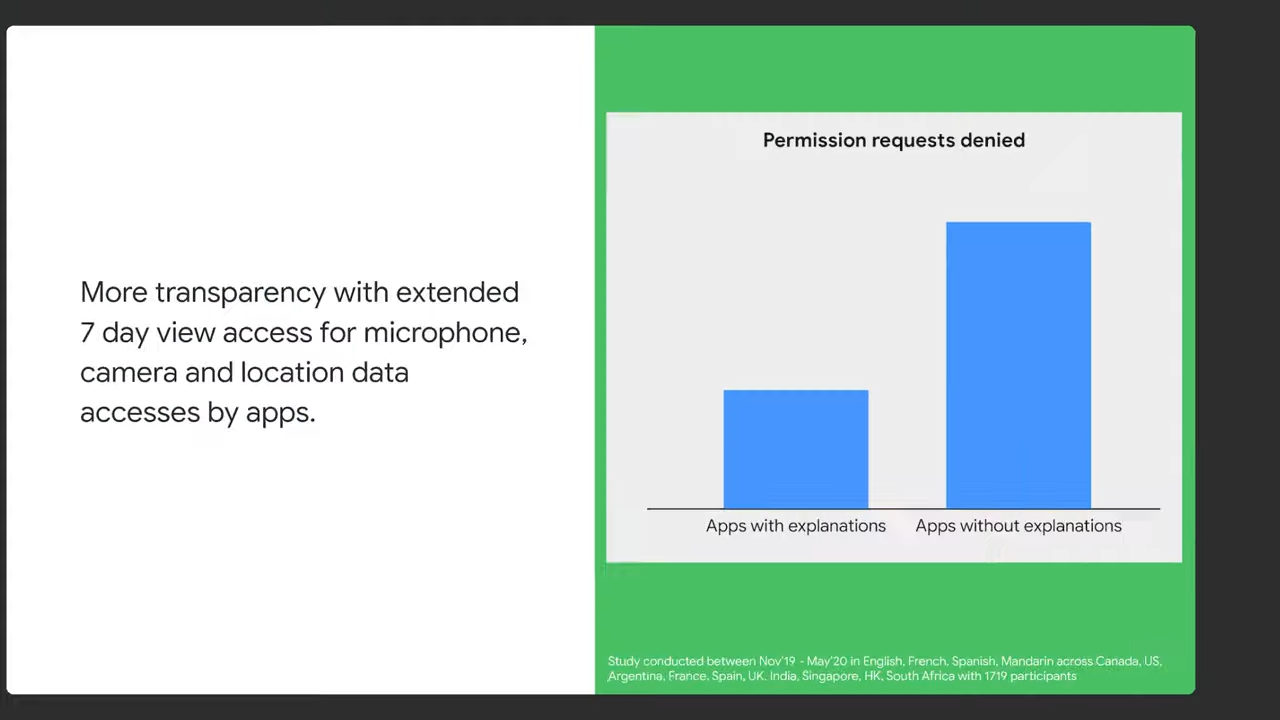 More transparency with extended
7 day view access for microphone,
camera and location data
accesses by apps.
Permission requests denied
Apps with explanations
Apps without explanations
Study conducted between Nov'19 - May'20 in English, French, Spanish, Mandarin across Canada, US,
Argentina, France, Spain, UK, India, Singapore, HK, South Africa with 1719 participants